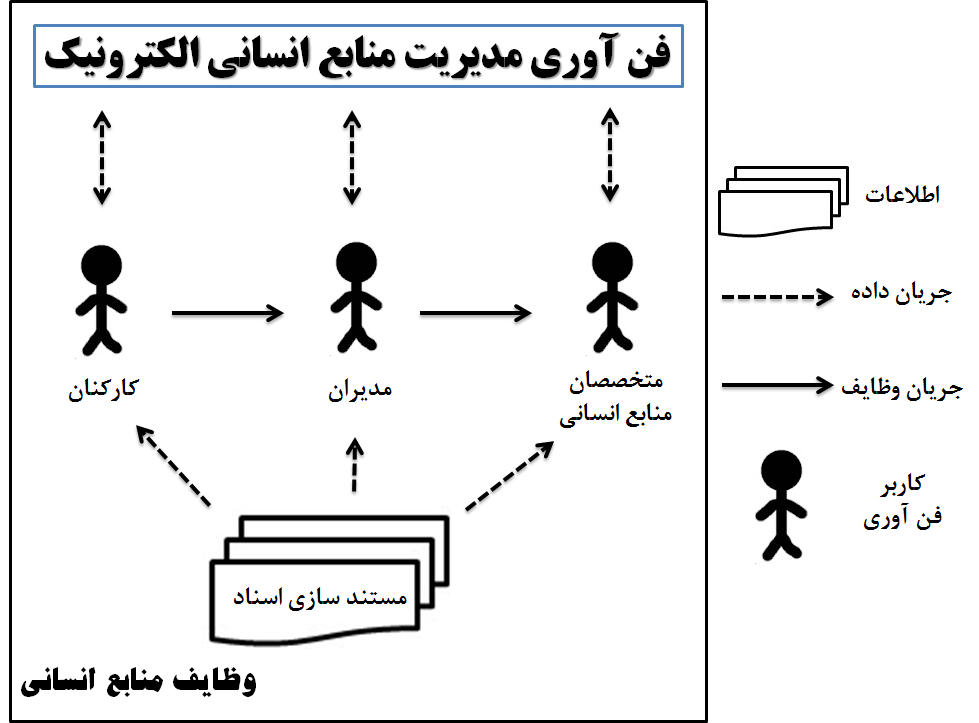 فن آوری مدیریت منابع انسانی الکترونیک
اطلاعات
جریان داده
جریان وظایف
کاربر
فن آوری
متخصصان
منابع انسانی
مدیران
کارکنان
مستند سازی اسناد
وظایف منابع انسانی